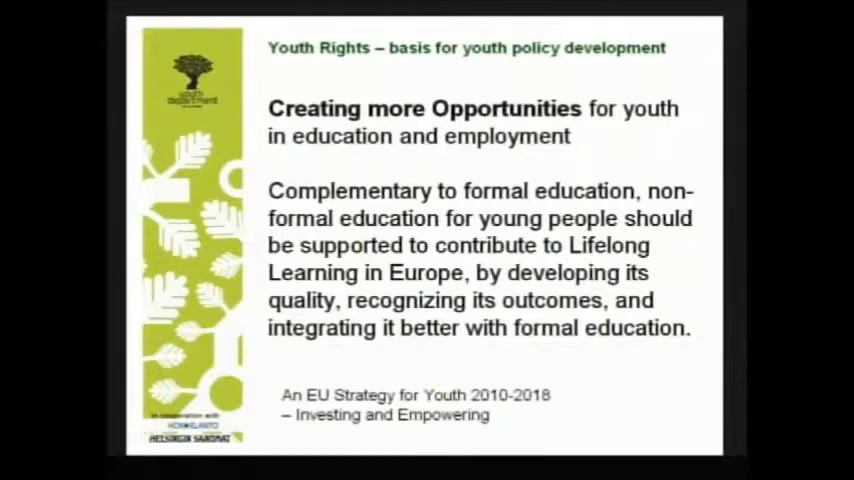 Youth Rights – basis for youth policy development
youth
department
Creating more Opportunities for youth
in education and employment
Complementary to formal education, non-
formal education for young people should
be supported to contribute to Lifelong
Learning in Europe, by developing its
quality, recognizing its outcomes, and
integrating it better with formal education.
An EU Strategy for Youth 2010-2018
– Investing and Empowering
in cooperation with
HELSINGIN SANOMAT